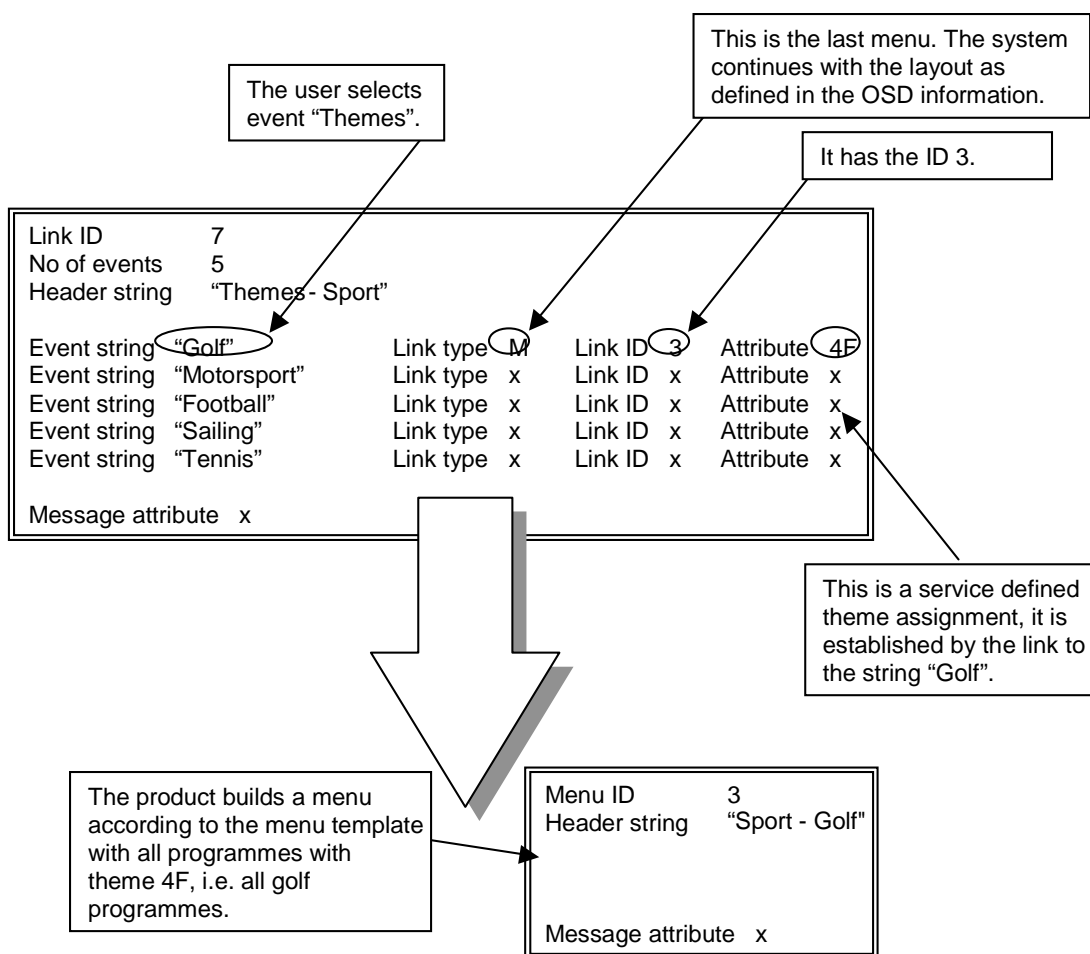 This is the last menu. The system
continues with the layout as
defined in the OSD information.
The user selects
event “Themes”.
It has the ID 3.
Link ID 7
No of events 5
Header string “Themes - Sport”
Event string “Golf” Link type M Link ID 3 Attribute 4F
Event string “Motorsport” Link type x Link ID x Attribute x
Event string “Football” Link type x Link ID x Attribute x
Event string “Sailing” Link type x Link ID x Attribute x
Event string “Tennis” Link type x Link ID x Attribute x
Message attribute x
This is a service defined
theme assignment, it is
established by the link to
the string “Golf”.
The product builds a menu
according to the menu template
with all programmes with
theme 4F, i.e. all golf
programmes.
Menu ID 3
Header string “Sport - Golf"
Message attribute x